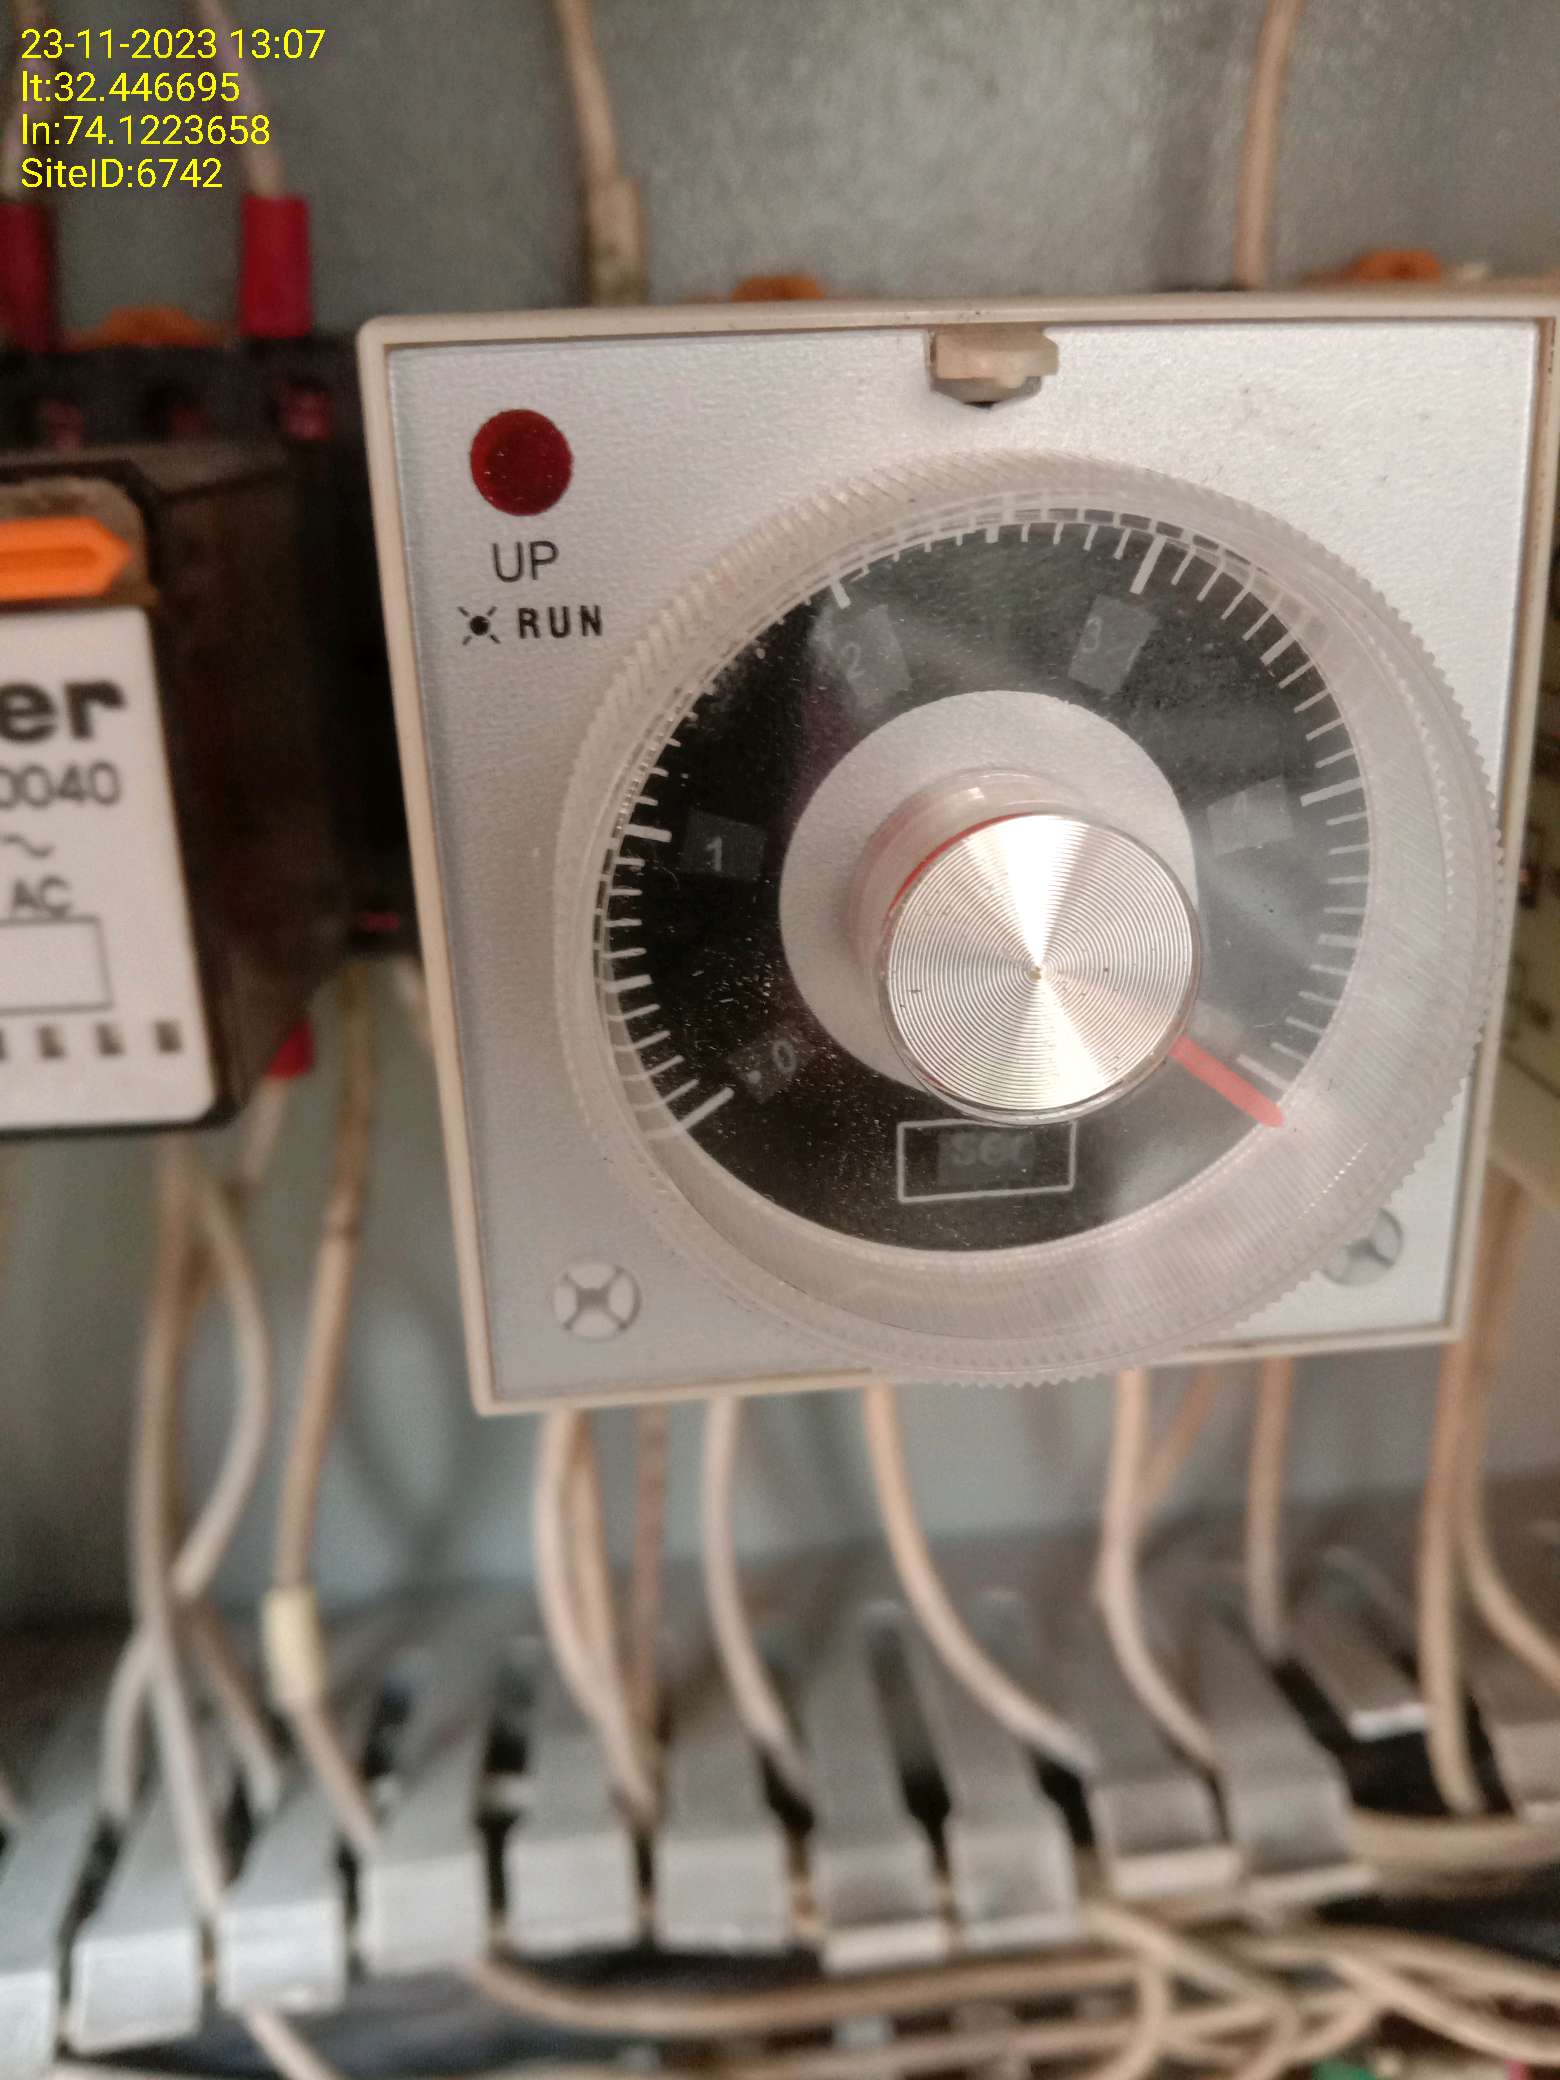 23-11-2023 13:07
lt:32.446695
ln:74.1223658
SiteID:6742
UP
RUN
er
0040
~
AC
2
3
1
4
0
sec